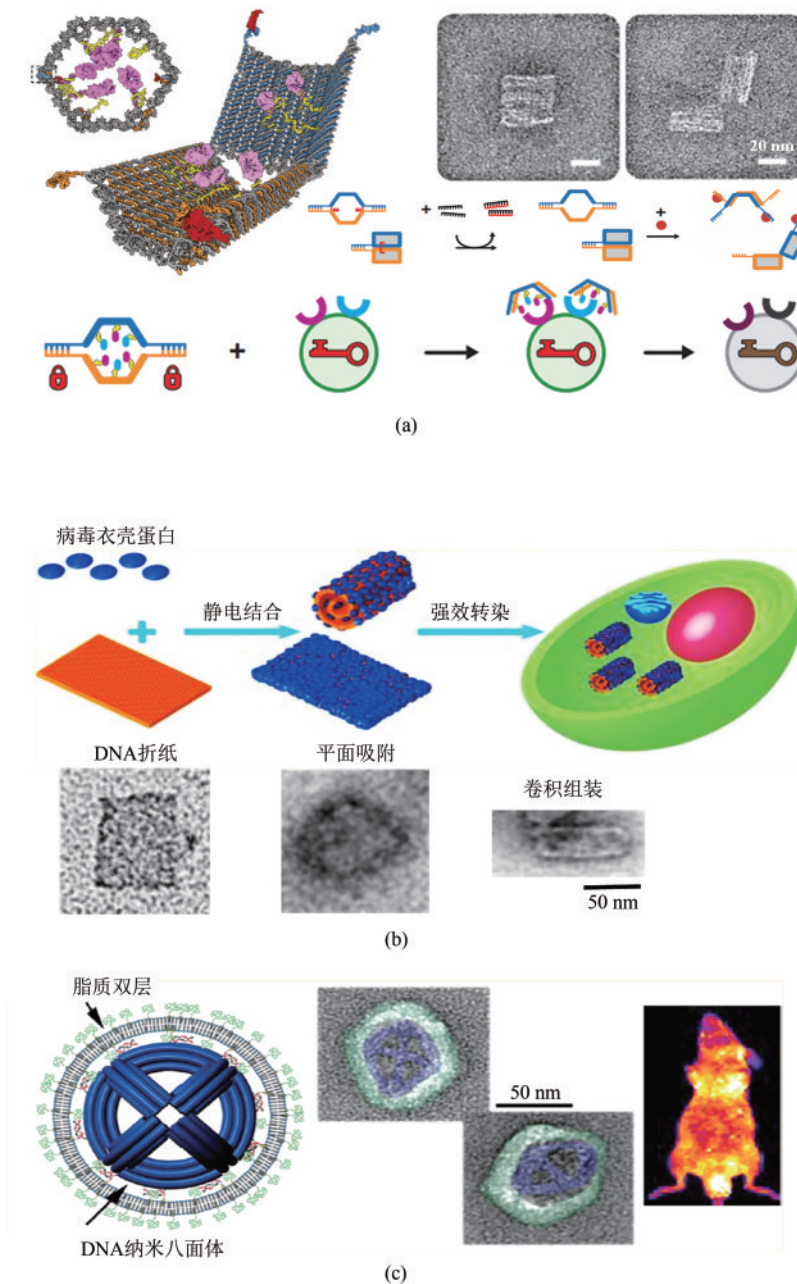 20 nm
+
+
+
(a)
病毒衣壳蛋白
静电结合
强效转染
+
DNA折纸
平面吸附
卷积组装
50 nm
(b)
脂质双层
50 nm
DNA纳米八面体
(c)